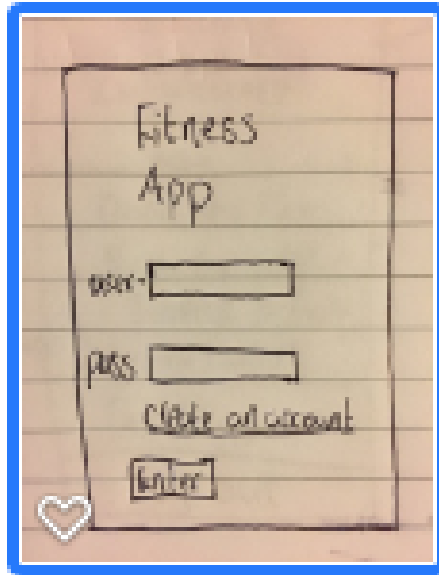 Fitness
App
user
pass
Create an account
Enter